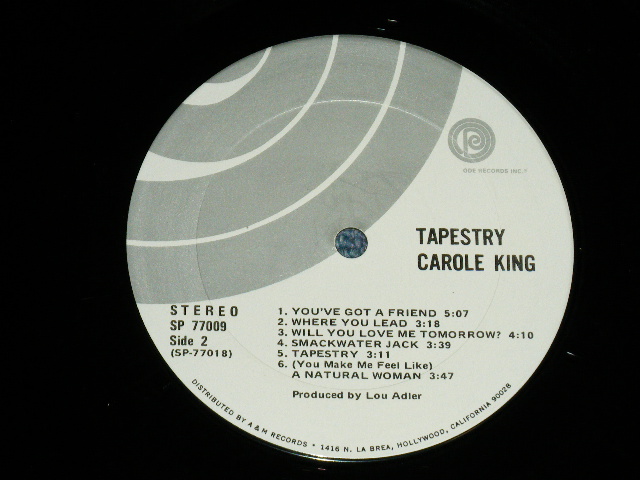 ODE RECORDS INC.
TAPESTRY
CAROLE KING
STEREO
SP 77009
Side 2
(SP-77018)
1. YOU'VE GOT A FRIEND 5:07
2. WHERE YOU LEAD 3:18
3. WILL YOU LOVE ME TOMORROW? 4:10
4. SMACKWATER JACK 3:39
5. TAPESTRY 3:11
6. (You Make Me Feel Like)
A NATURAL WOMAN 3:47
Produced by Lou Adler
DISTRIBUTED BY A & M RECORDS • 1416 N. LA BREA, HOLLYWOOD, CALIFORNIA 90028